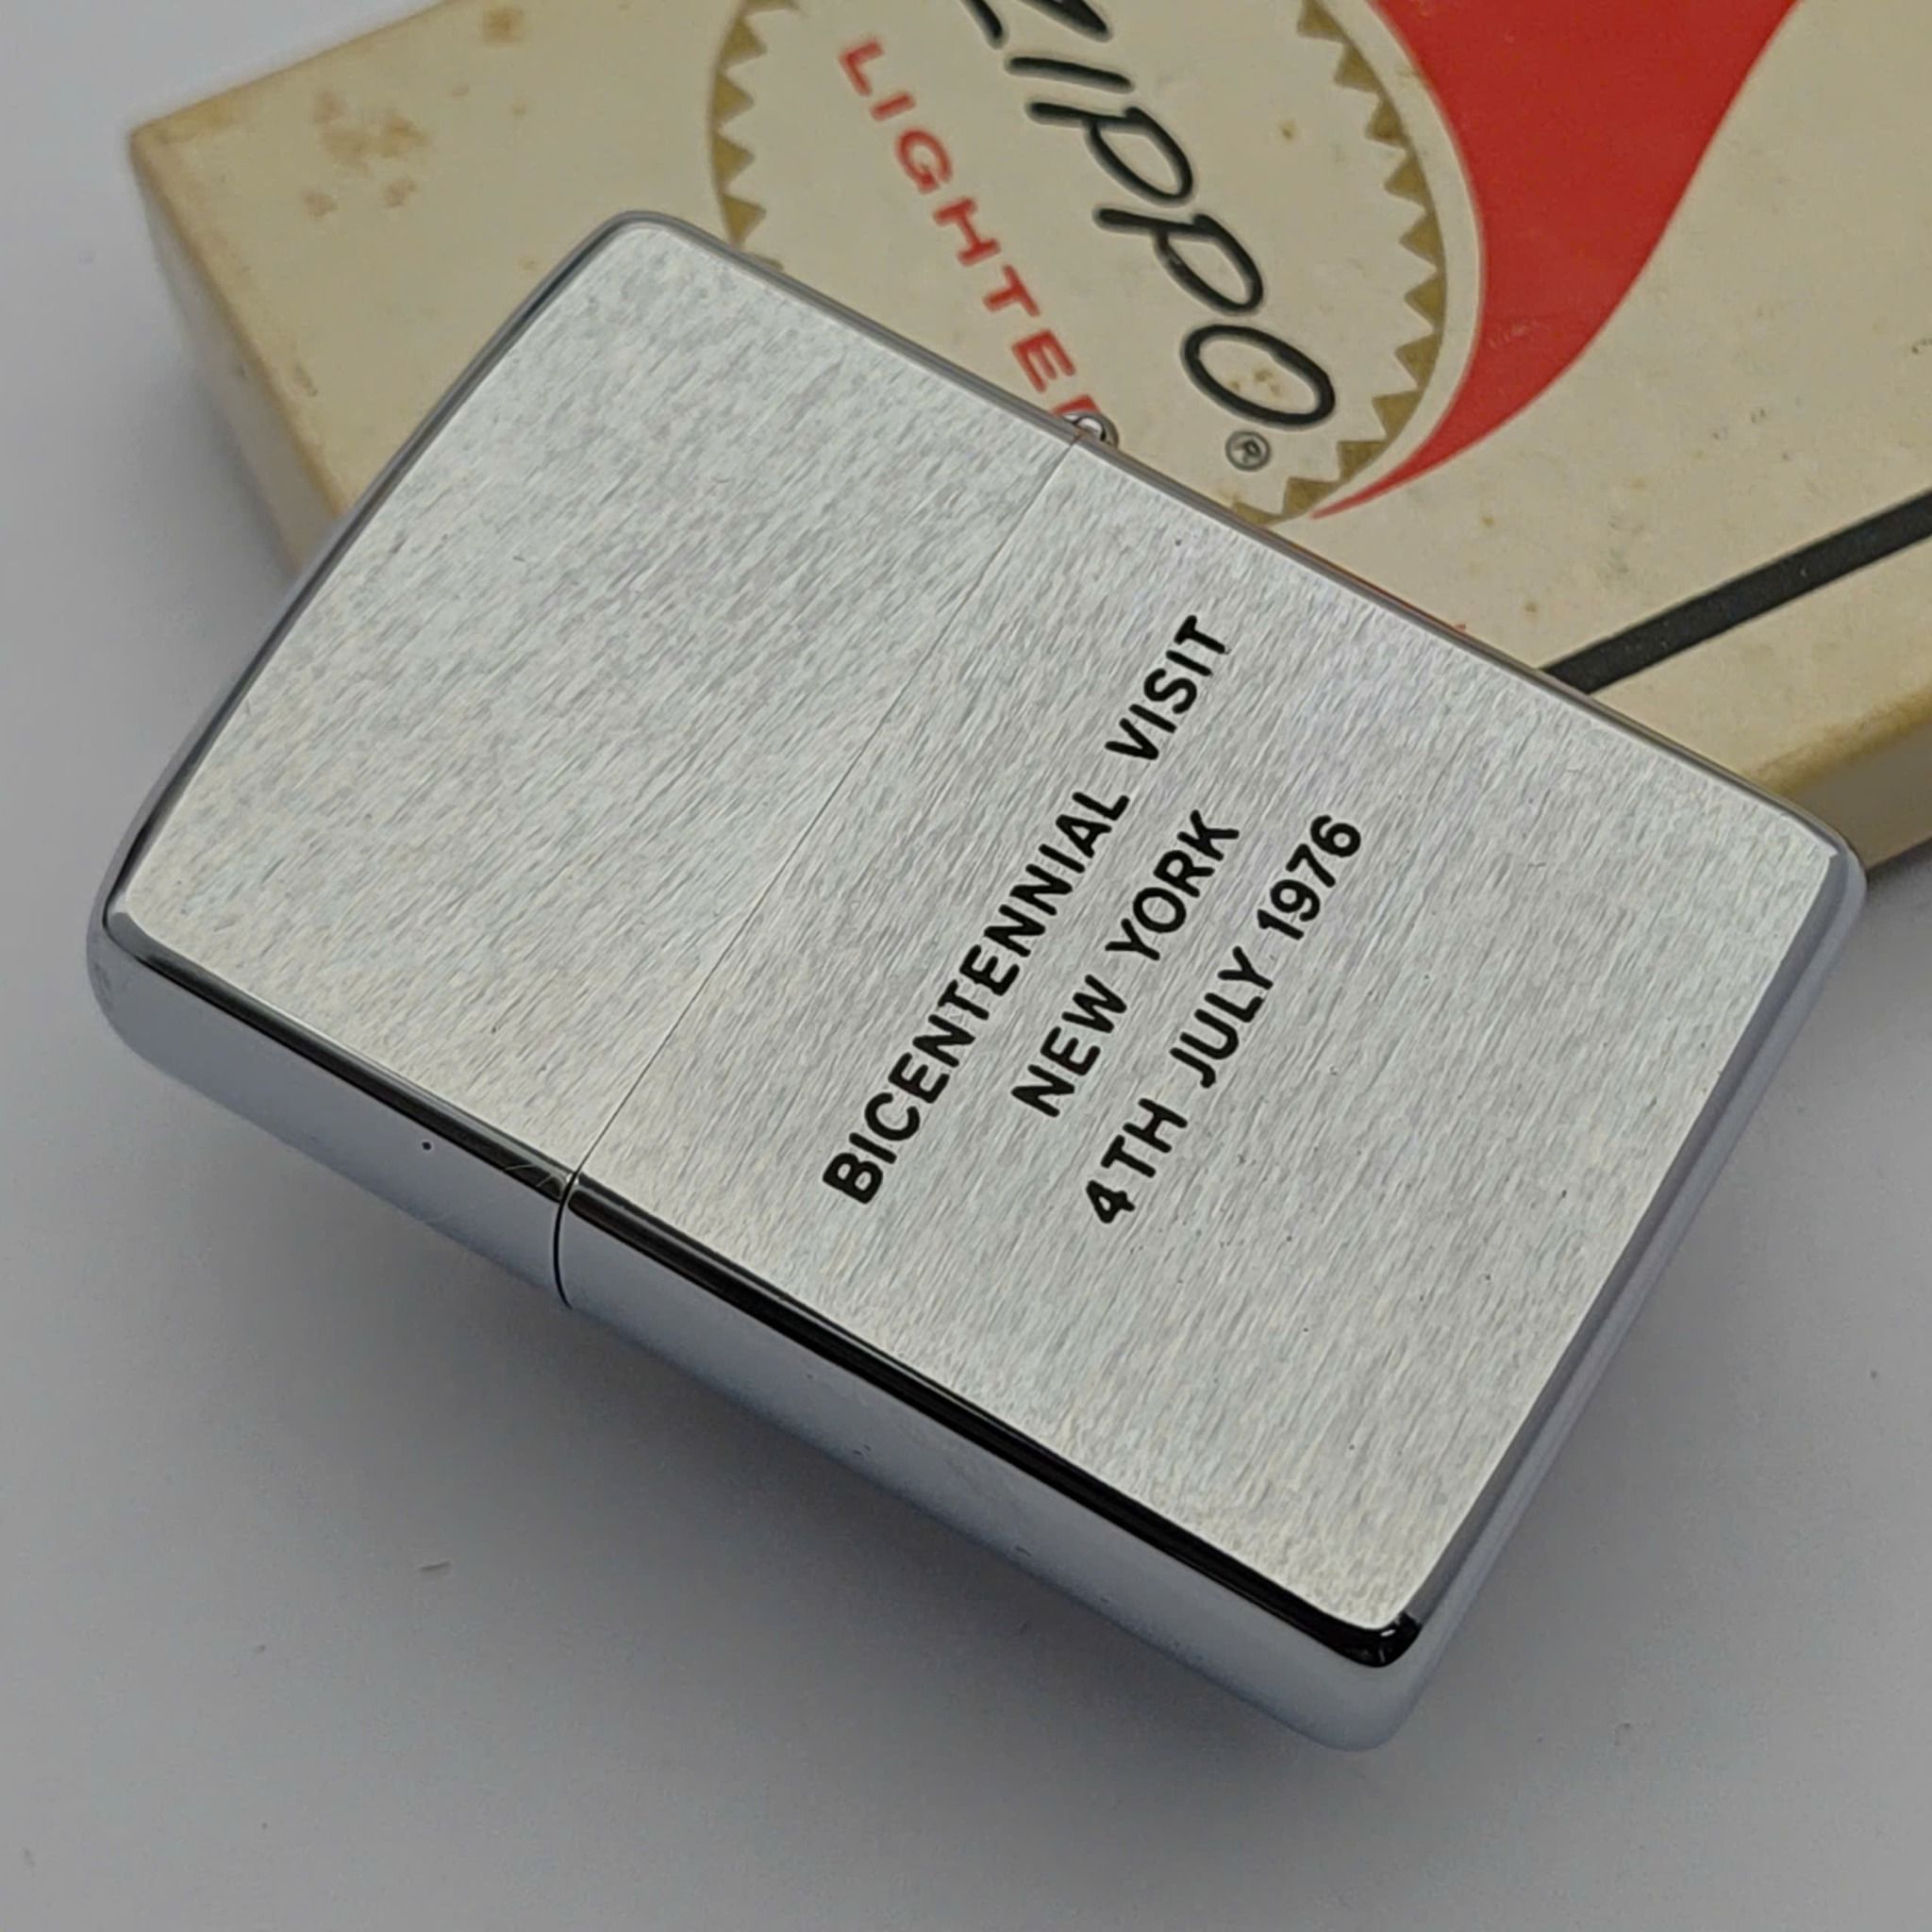 Zippo
LIGHTER
®
BICENTENNIAL VISIT
NEW YORK
4TH JULY 1976